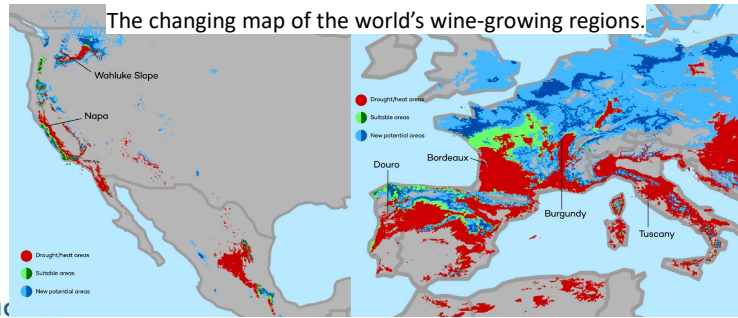 The changing map of the world's wine-growing regions.
Wahluke Slope
Napa
Drought/heat areas
Suitable areas
New potential areas
Drought/heat areas
Suitable areas
New potential areas
Douro
Bordeaux
Burgundy
Tuscany